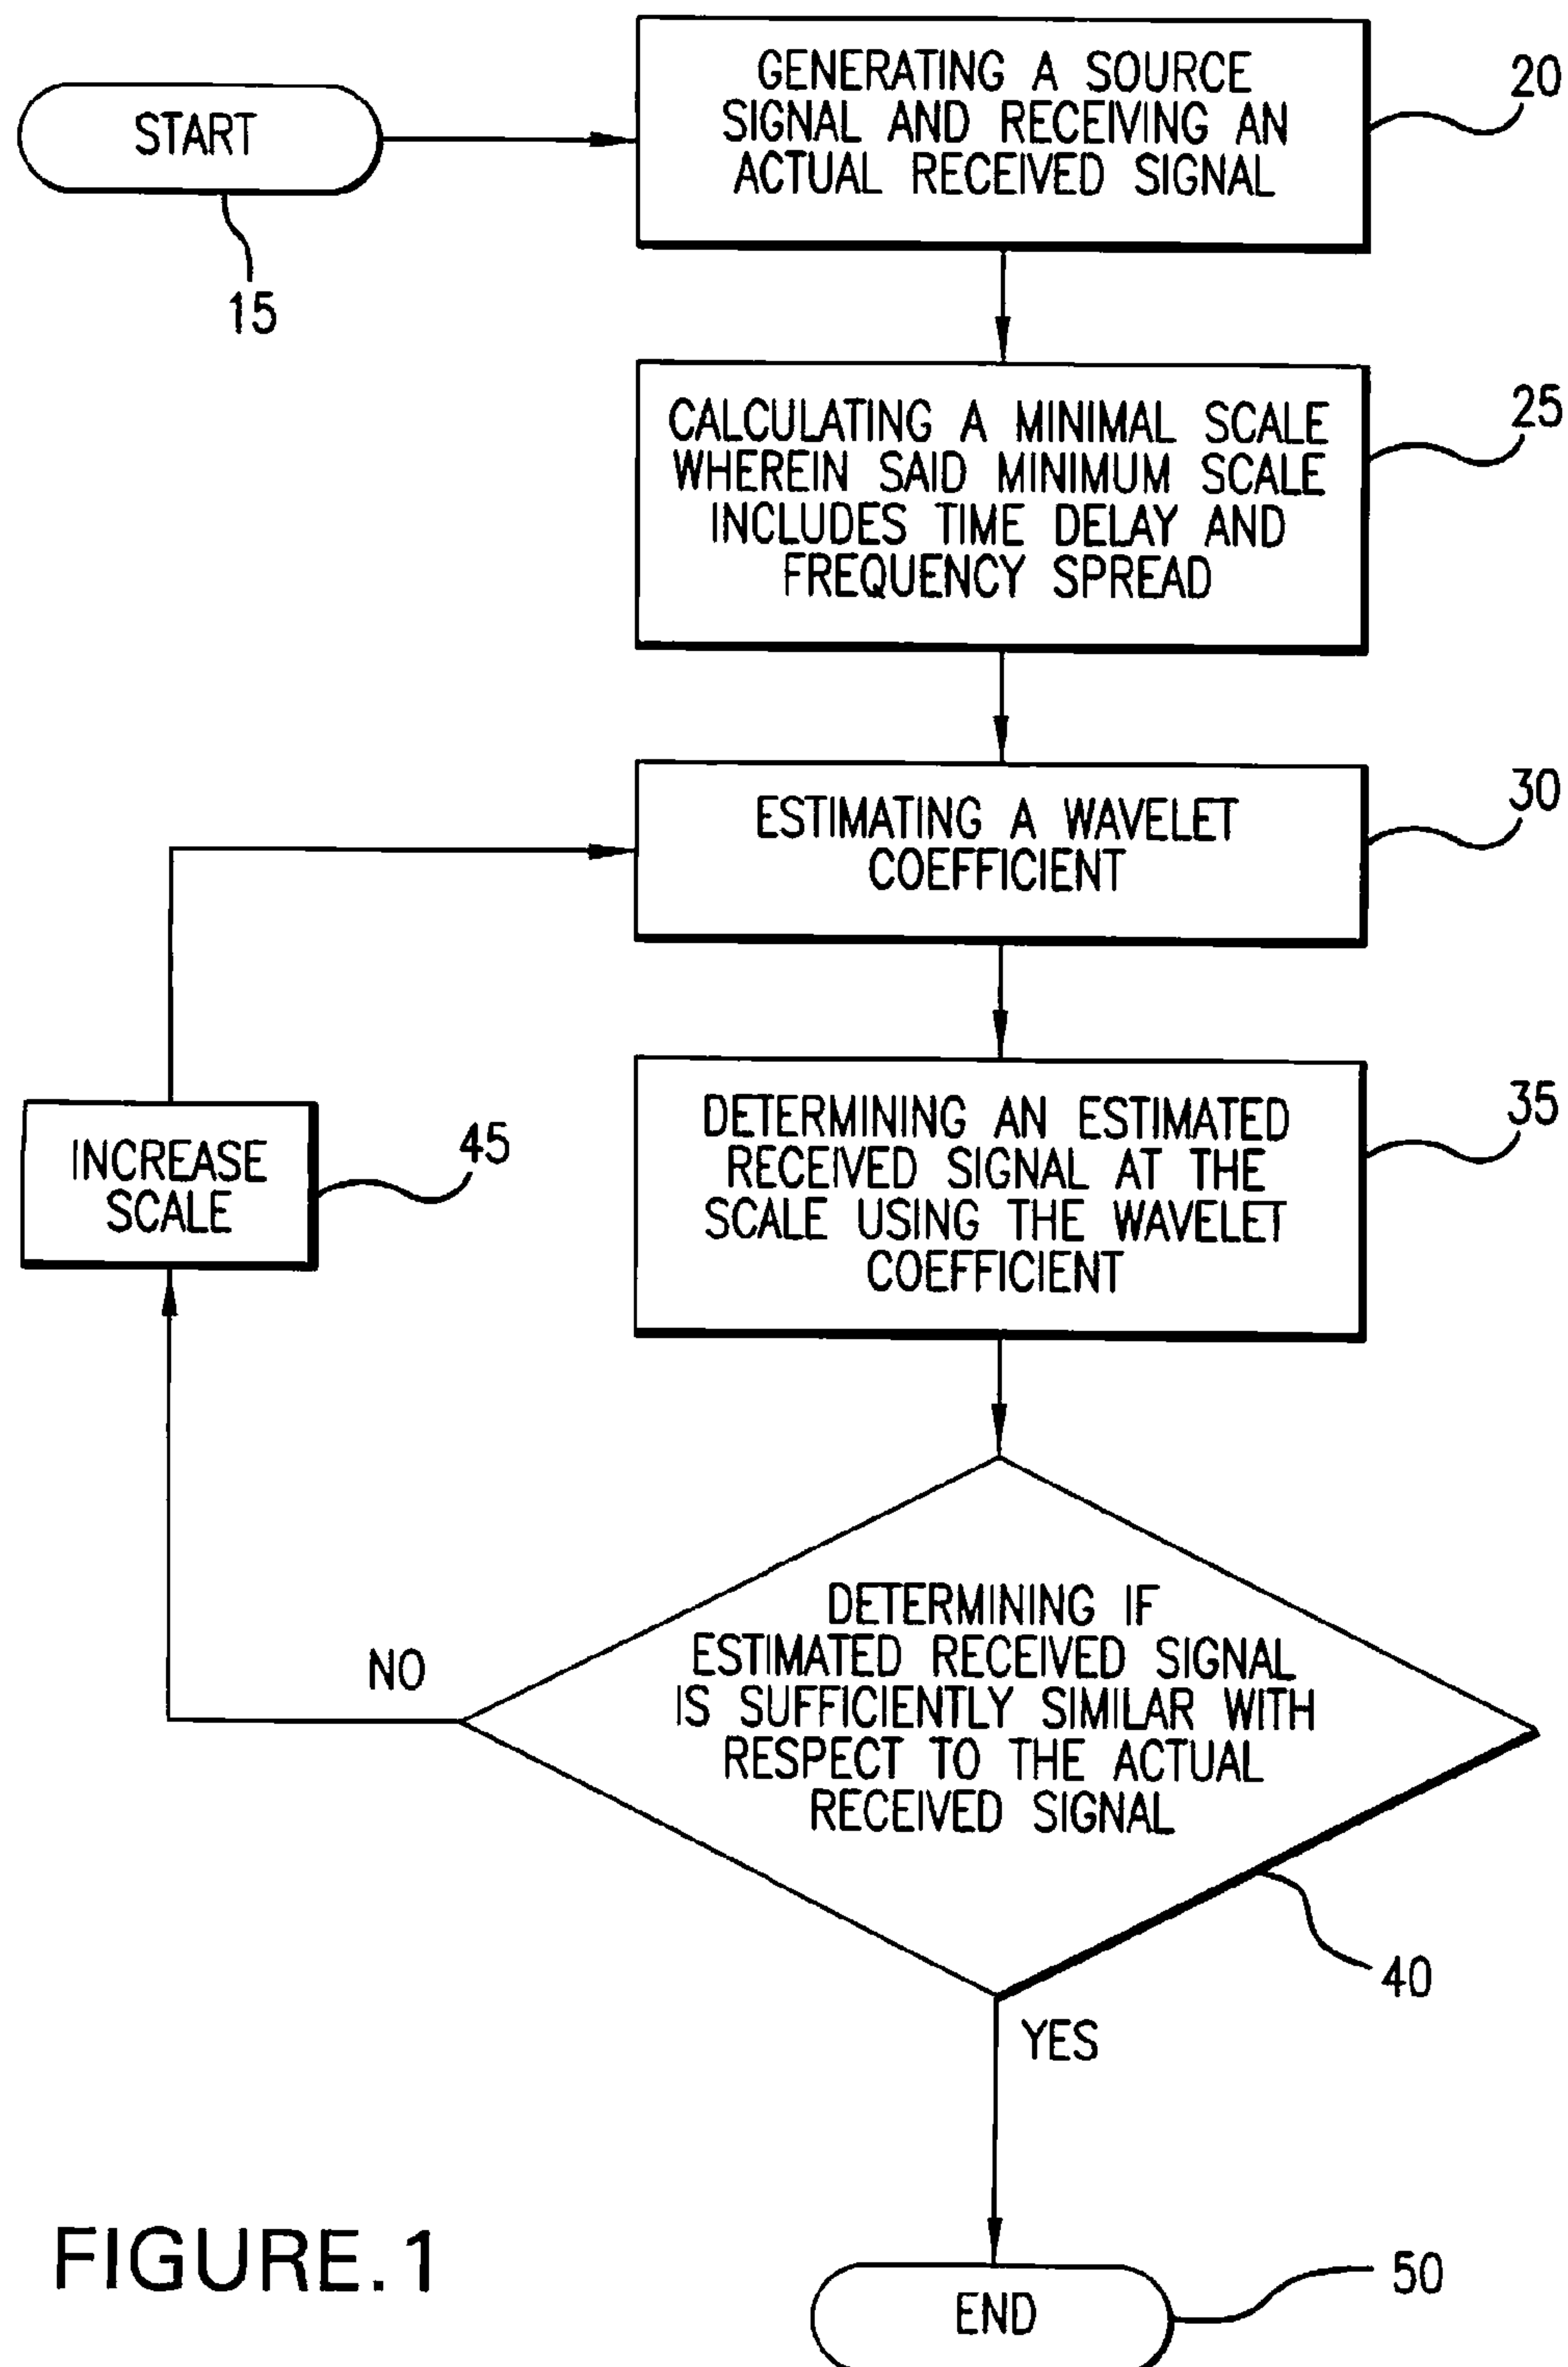 START
15
GENERATING A SOURCE
SIGNAL AND RECEIVING AN
ACTUAL RECEIVED SIGNAL
20
CALCULATING A MINIMAL SCALE
WHEREIN SAID MINIMUM SCALE
INCLUDES TIME DELAY AND
FREQUENCY SPREAD
25
ESTIMATING A WAVELET
COEFFICIENT
30
DETERMINING AN ESTIMATED
RECEIVED SIGNAL AT THE
SCALE USING THE WAVELET
COEFFICIENT
35
INCREASE
SCALE
45
DETERMINING IF
ESTIMATED RECEIVED SIGNAL
IS SUFFICIENTLY SIMILAR WITH
RESPECT TO THE ACTUAL
RECEIVED SIGNAL
NO
40
YES
END
50
FIGURE.1